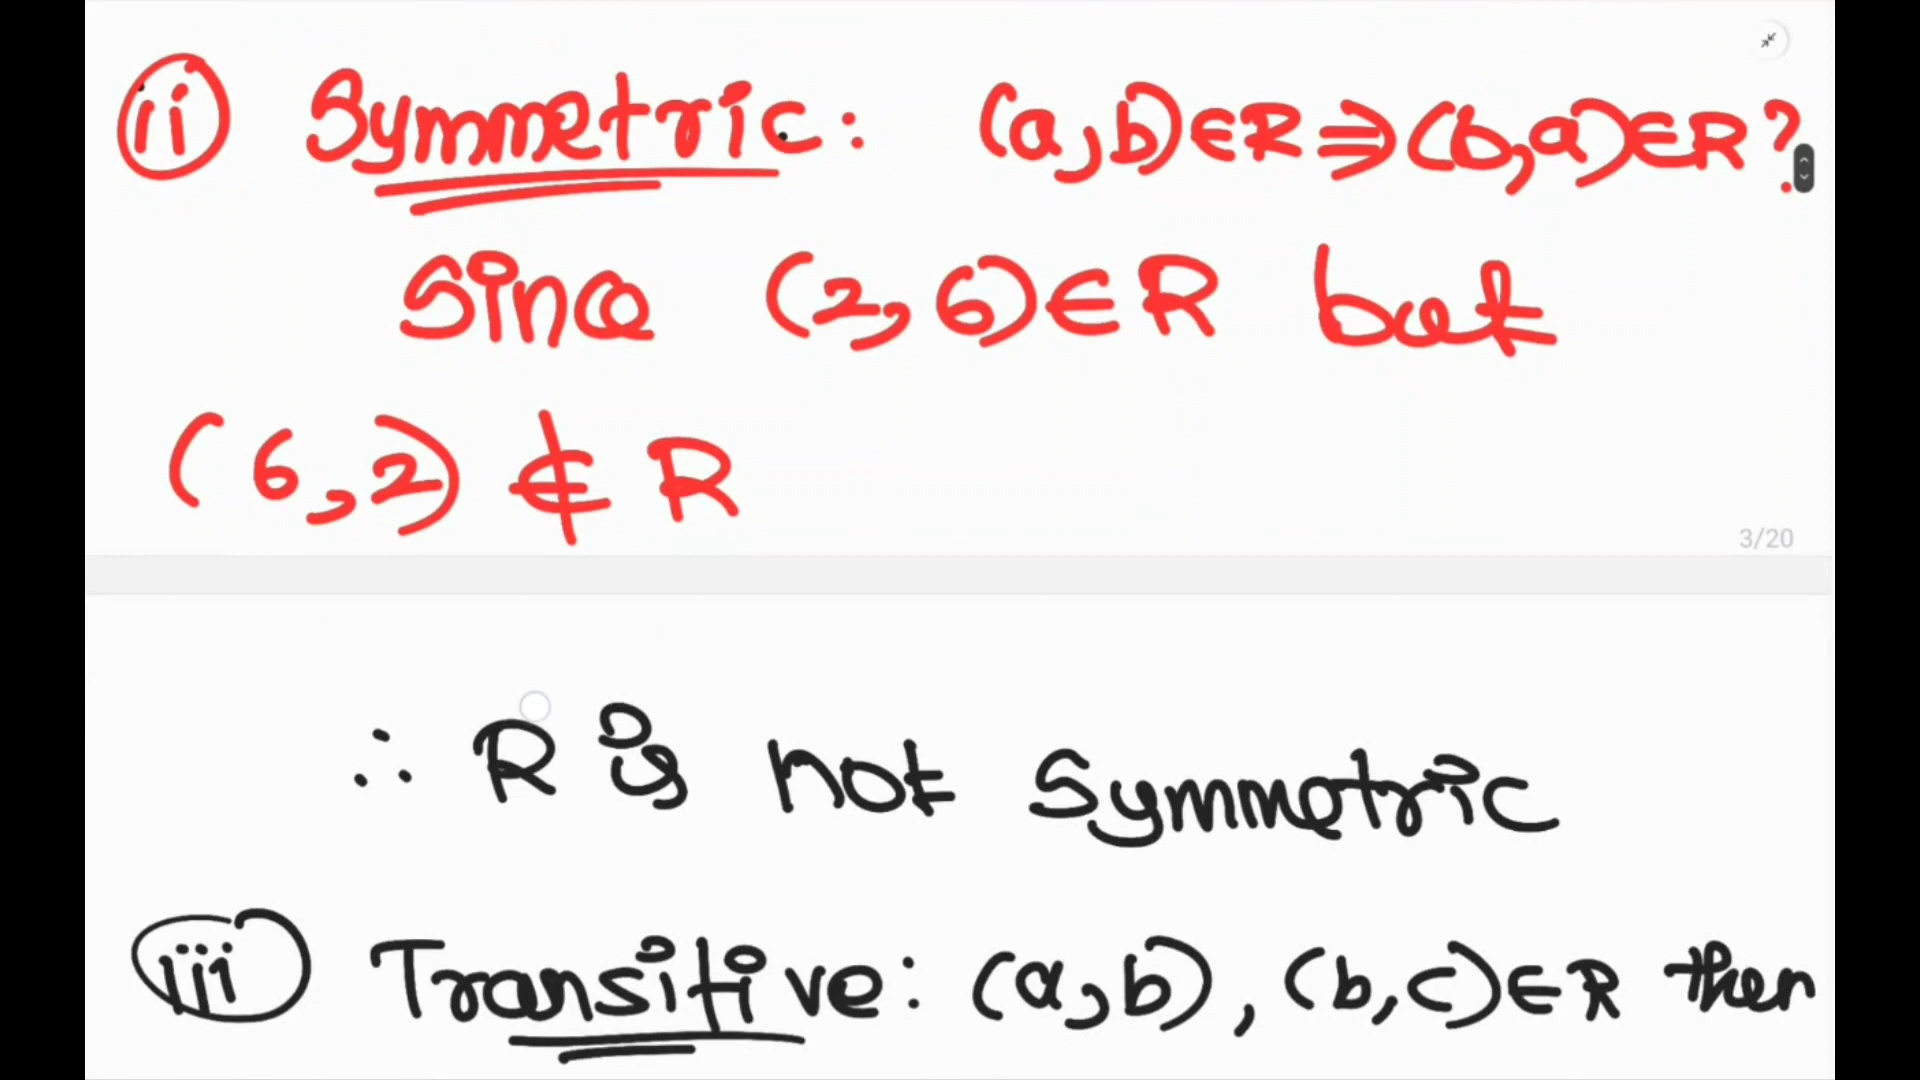 (ii) Symmetric: (a,b)∈R⇒(b,a)∈R?
Since (2,6)∈R but
(6,2)∉R
3/20
∴ R is not Symmetric
(iii) Transitive: (a,b), (b,c)∈R then